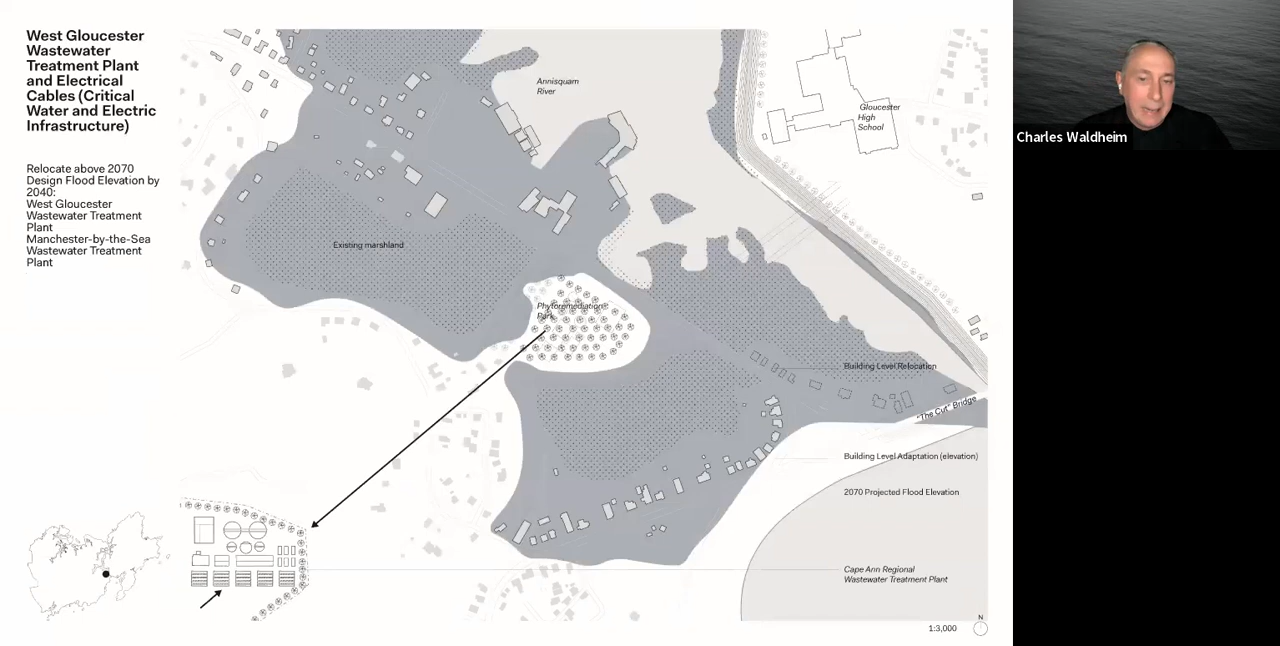 West Gloucester
Wastewater
Treatment Plant
and Electrical
Cables (Critical
Water and Electric
Infrastructure)
Relocate above 2070
Design Flood Elevation by
2040:
West Gloucester
Wastewater Treatment
Plant
Manchester-by-the-Sea
Wastewater Treatment
Plant
Annisquam
River
Gloucester
High
School
Existing marshland
Phytoremediation
Park
Building Level Relocation
"The Cut" Bridge
Building Level Adaptation (elevation)
2070 Projected Flood Elevation
Cape Ann Regional
Wastewater Treatment Plant
N
1:3,000
Charles Waldheim